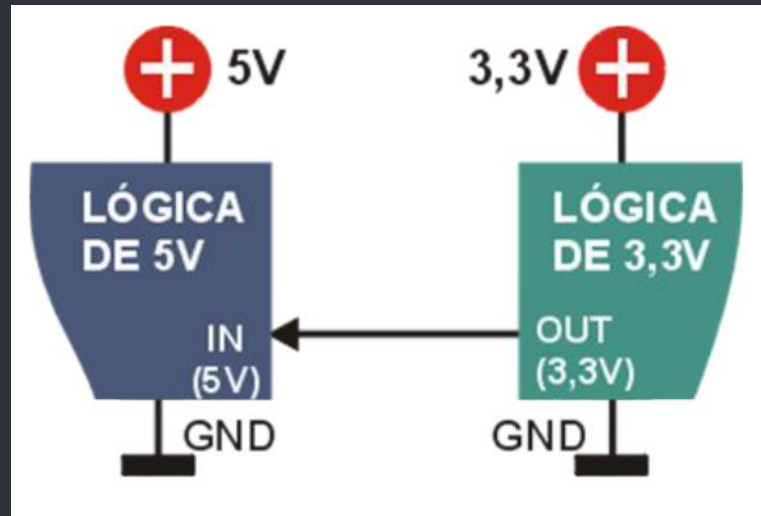 5V
3,3V
LÓGICA
DE 5V
IN
(5V)
GND
LÓGICA
DE 3,3V
OUT
(3,3V)
GND